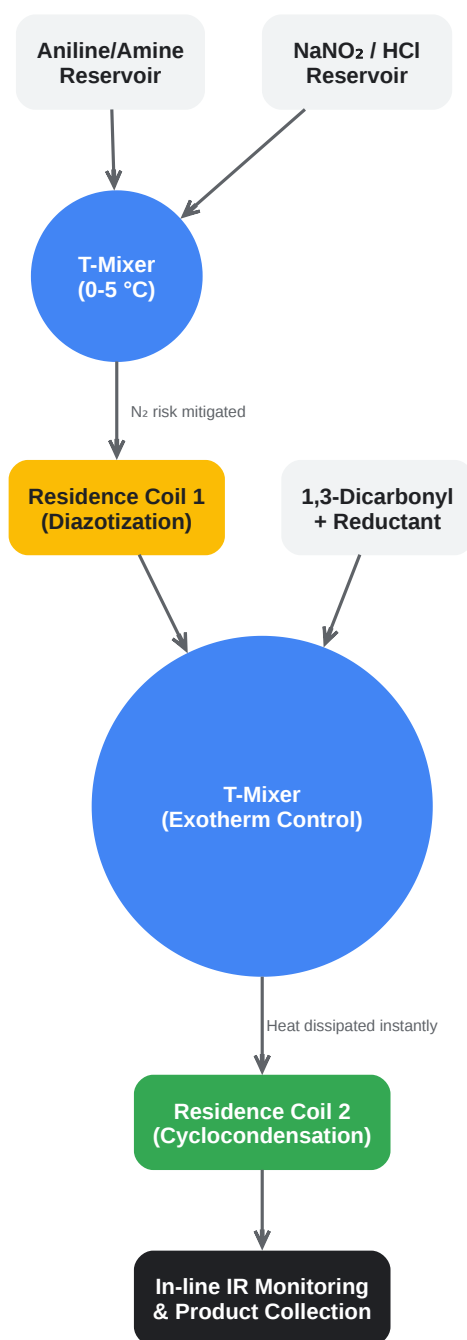 Aniline/Amine
Reservoir
NaNO₂ / HCl
Reservoir
T-Mixer
(0-5 °C)
N₂ risk mitigated
Residence Coil 1
(Diazotization)
1,3-Dicarbonyl
+ Reductant
T-Mixer
(Exotherm Control)
Heat dissipated instantly
Residence Coil 2
(Cyclocondensation)
In-line IR Monitoring
& Product Collection